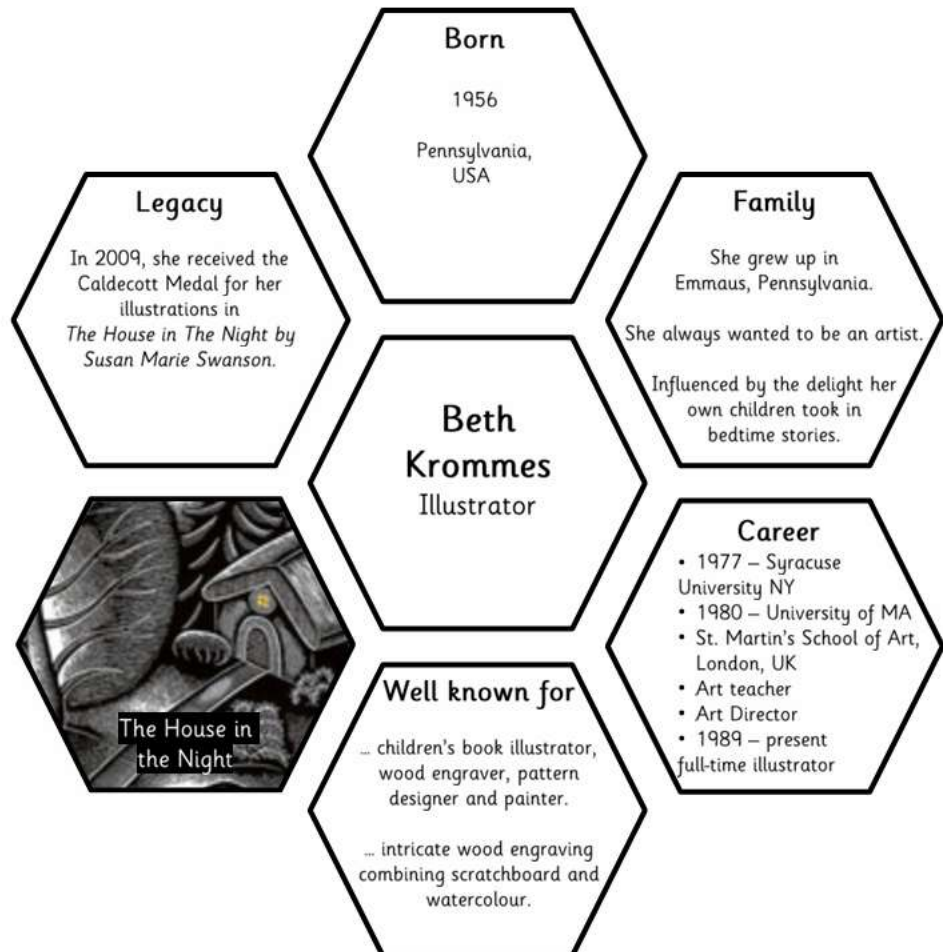 Born
1956
Pennsylvania,
USA
Legacy
In 2009, she received the
Caldecott Medal for her
illustrations in
The House in The Night by
Susan Marie Swanson.
Family
She grew up in
Emmaus, Pennsylvania.
She always wanted to be an artist.
Influenced by the delight her
own children took in
bedtime stories.
Beth
Krommes
Illustrator
The House in
the Night
Career
• 1977 – Syracuse
University NY
• 1980 – University of MA
• St. Martin's School of Art,
London, UK
• Art teacher
• Art Director
• 1989 – present
full-time illustrator
Well known for
... children's book illustrator,
wood engraver, pattern
designer and painter.
... intricate wood engraving
combining scratchboard and
watercolour.